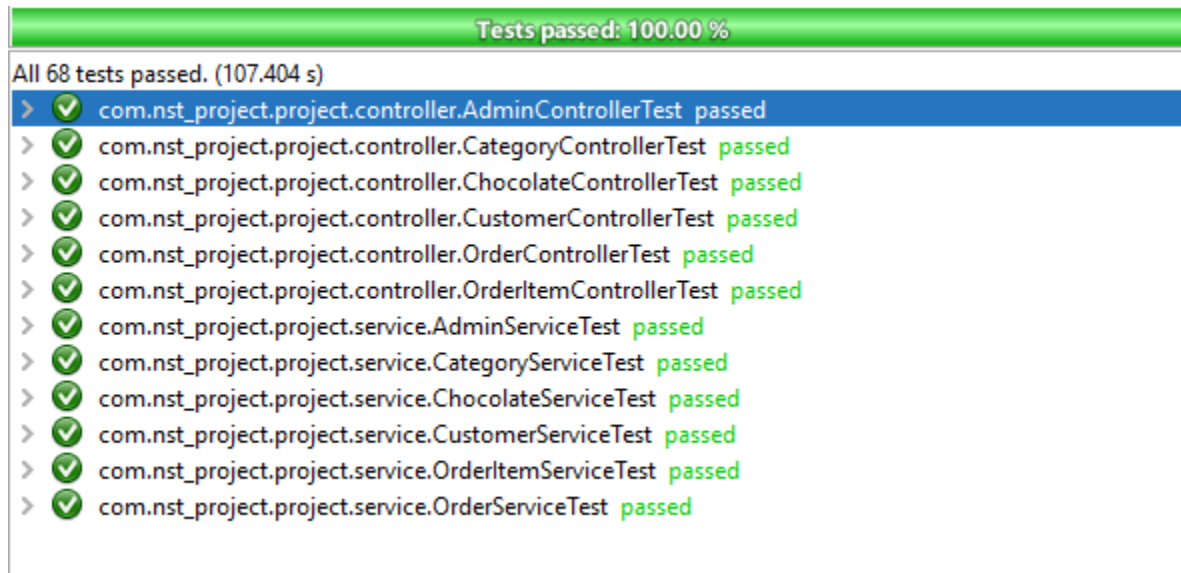 Tests passed: 100.00 %
All 68 tests passed. (107.404 s)
com.nst_project.project.controller.AdminControllerTest passed
com.nst_project.project.controller.CategoryControllerTest passed
com.nst_project.project.controller.ChocolateControllerTest passed
com.nst_project.project.controller.CustomerControllerTest passed
com.nst_project.project.controller.OrderControllerTest passed
com.nst_project.project.controller.OrderItemControllerTest passed
com.nst_project.project.service.AdminServiceTest passed
com.nst_project.project.service.CategoryServiceTest passed
com.nst_project.project.service.ChocolateServiceTest passed
com.nst_project.project.service.CustomerServiceTest passed
com.nst_project.project.service.OrderItemServiceTest passed
com.nst_project.project.service.OrderServiceTest passed